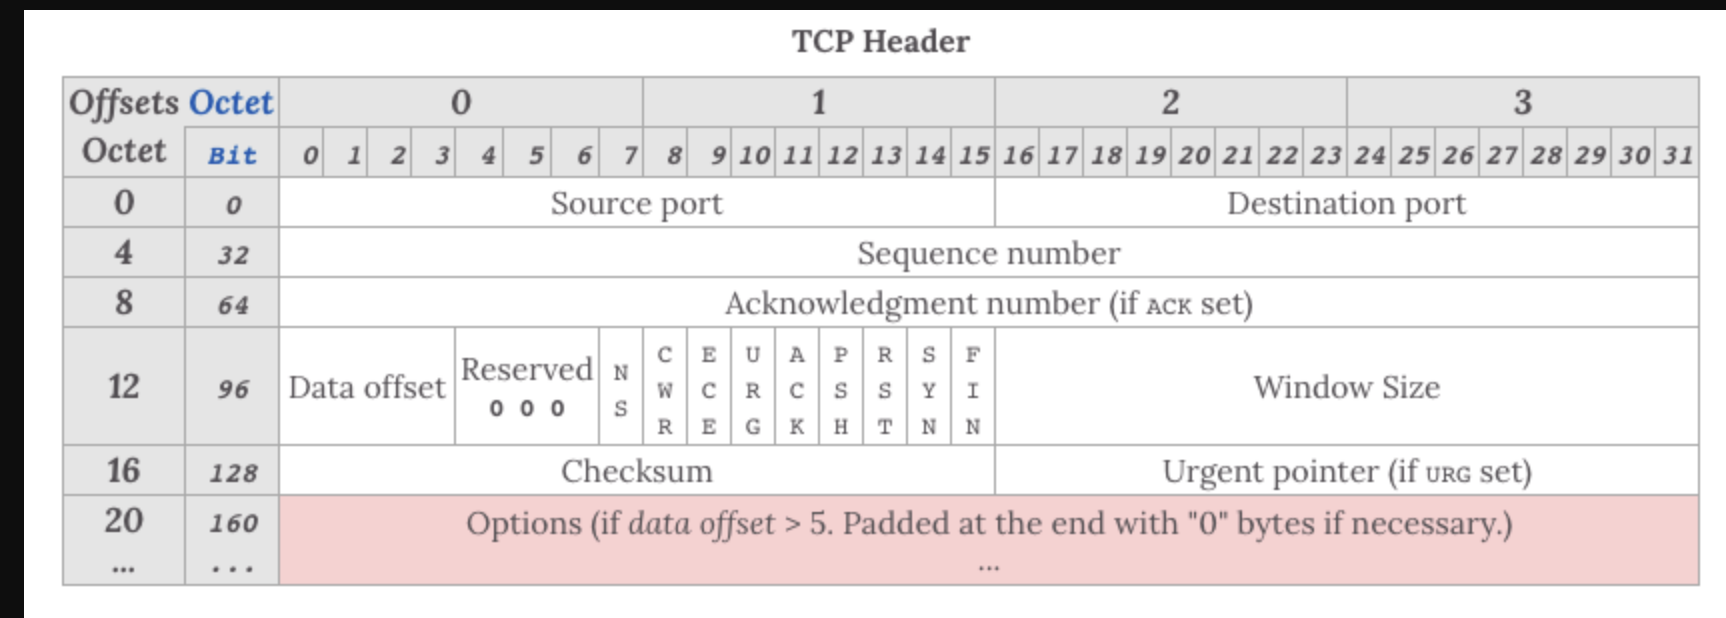 TCP Header
Offsets Octet 0 1 2 3
Octet Bit 0 1 2 3 4 5 6 7 8 9 10 11 12 13 14 15 16 17 18 19 20 21 22 23 24 25 26 27 28 29 30 31
0 0 Source port Destination port
4 32 Sequence number
8 64 Acknowledgment number (if ACK set)
12 96 Data offset Reserved 0 0 0 NS CWR ECE URG ACK PSH RST SYN FIN Window Size
16 128 Checksum Urgent pointer (if URG set)
20 160 Options (if data offset > 5. Padded at the end with "0" bytes if necessary.)
... ... ...